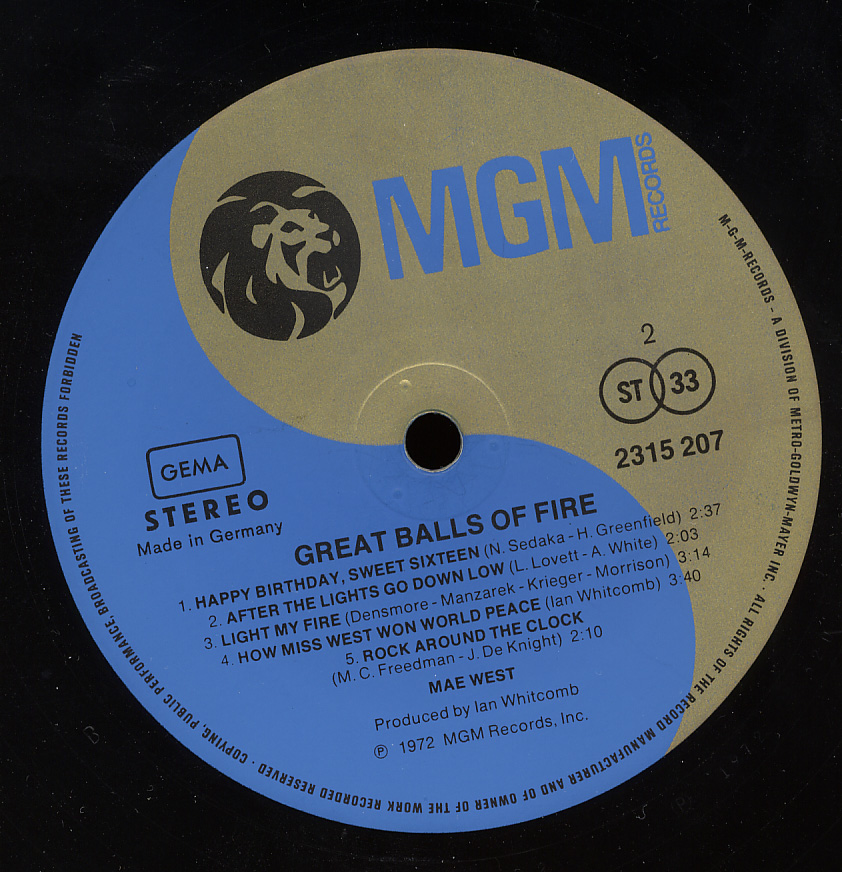 MGM
RECORDS
2
ST 33
2315 207
GEMA
STEREO
Made in Germany
GREAT BALLS OF FIRE
1. HAPPY BIRTHDAY, SWEET SIXTEEN (N. Sedaka - H. Greenfield) 2:37
2. AFTER THE LIGHTS GO DOWN LOW (L. Lovett - A. White) 2:03
3. LIGHT MY FIRE (Densmore - Manzarek - Krieger - Morrison) 3:14
4. HOW MISS WEST WON WORLD PEACE (Ian Whitcomb) 3:40
5. ROCK AROUND THE CLOCK
(M. C. Freedman - J. De Knight) 2:10
MAE WEST
Produced by Ian Whitcomb
Ⓟ 1972 MGM Records, Inc.
M-G-M-RECORDS - A DIVISION OF METRO-GOLDWYN-MAYER INC. · ALL RIGHTS OF THE RECORD MANUFACTURER AND OF OWNER OF THE WORK RECORDED RESERVED · COPYING, PUBLIC PERFORMANCE, BROADCASTING OF THESE RECORDS FORBIDDEN